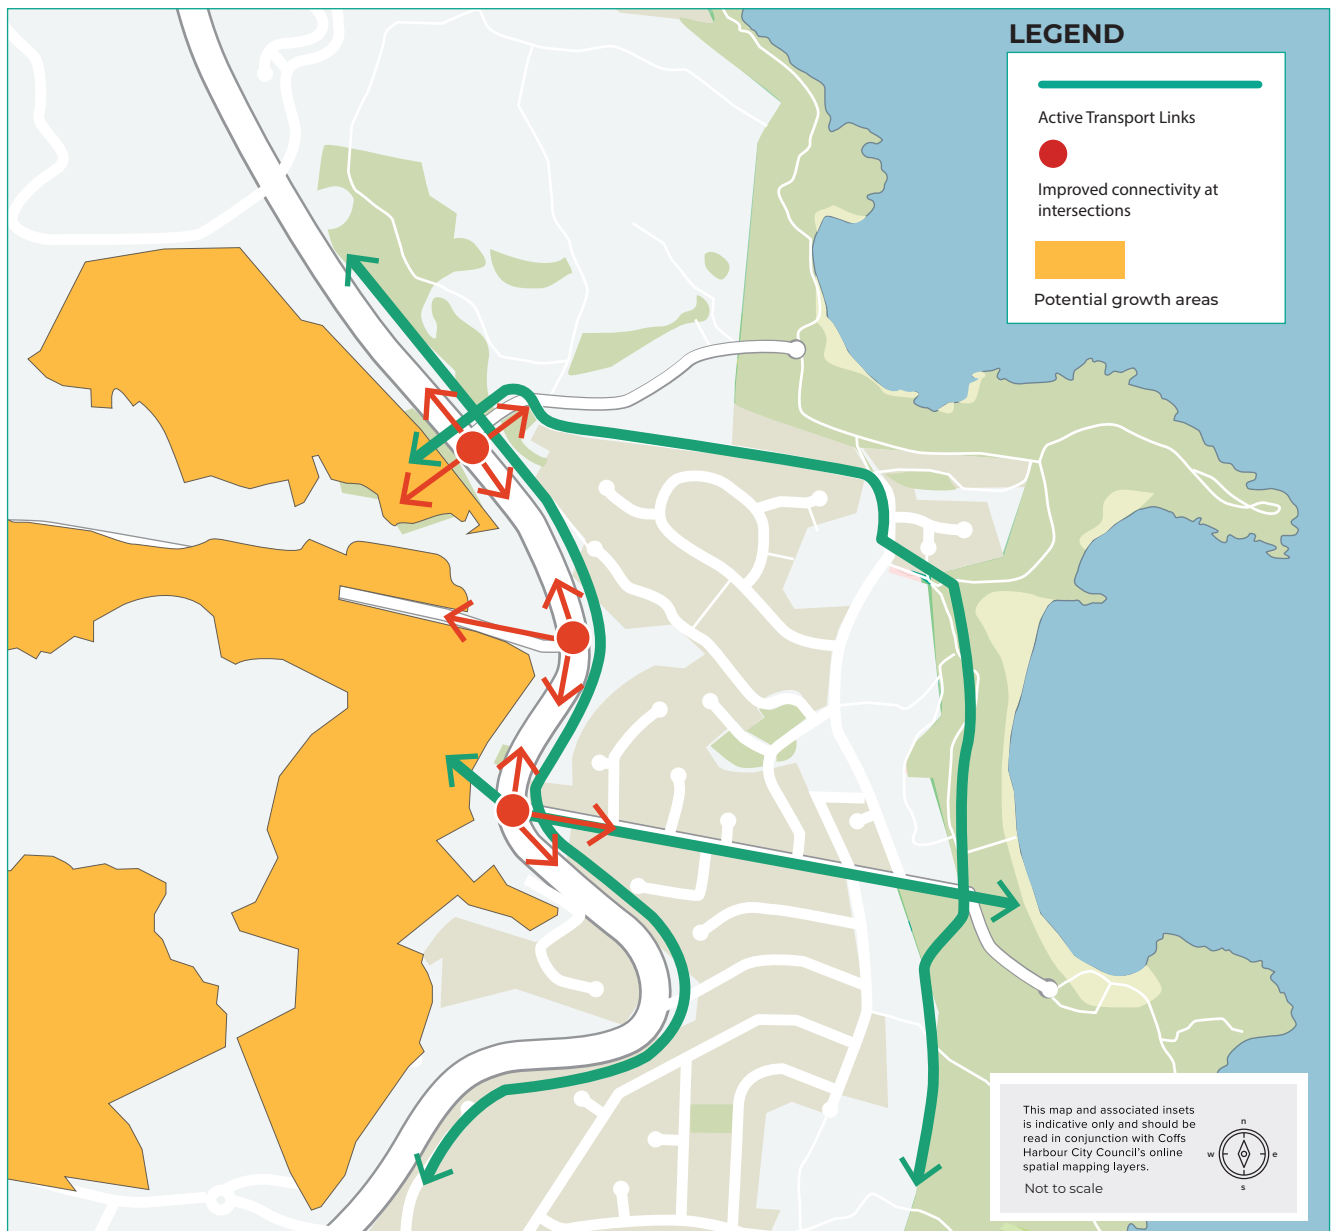 LEGEND
Active Transport Links
Improved connectivity at
intersections
Potential growth areas
This map and associated insets
is indicative only and should be
read in conjunction with Coffs
Harbour City Council's online
spatial mapping layers.
Not to scale
n
w
e
s